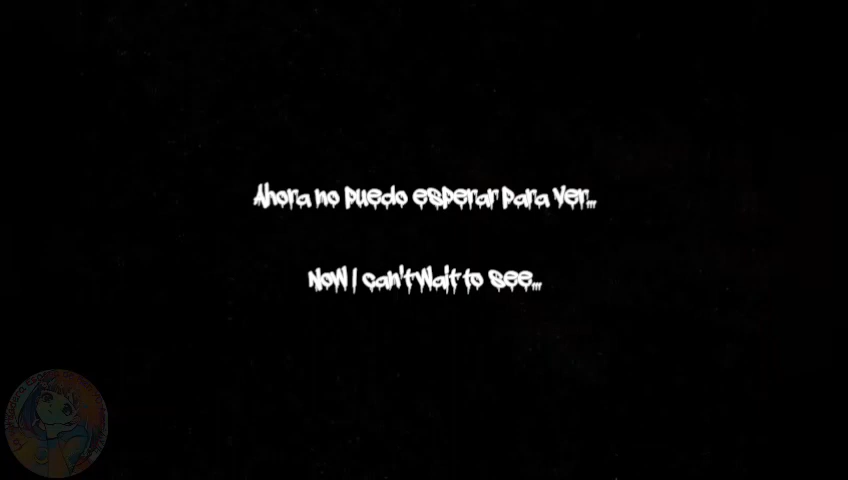 Ahora no puedo esperar para ver...
Now I can't wait to see...